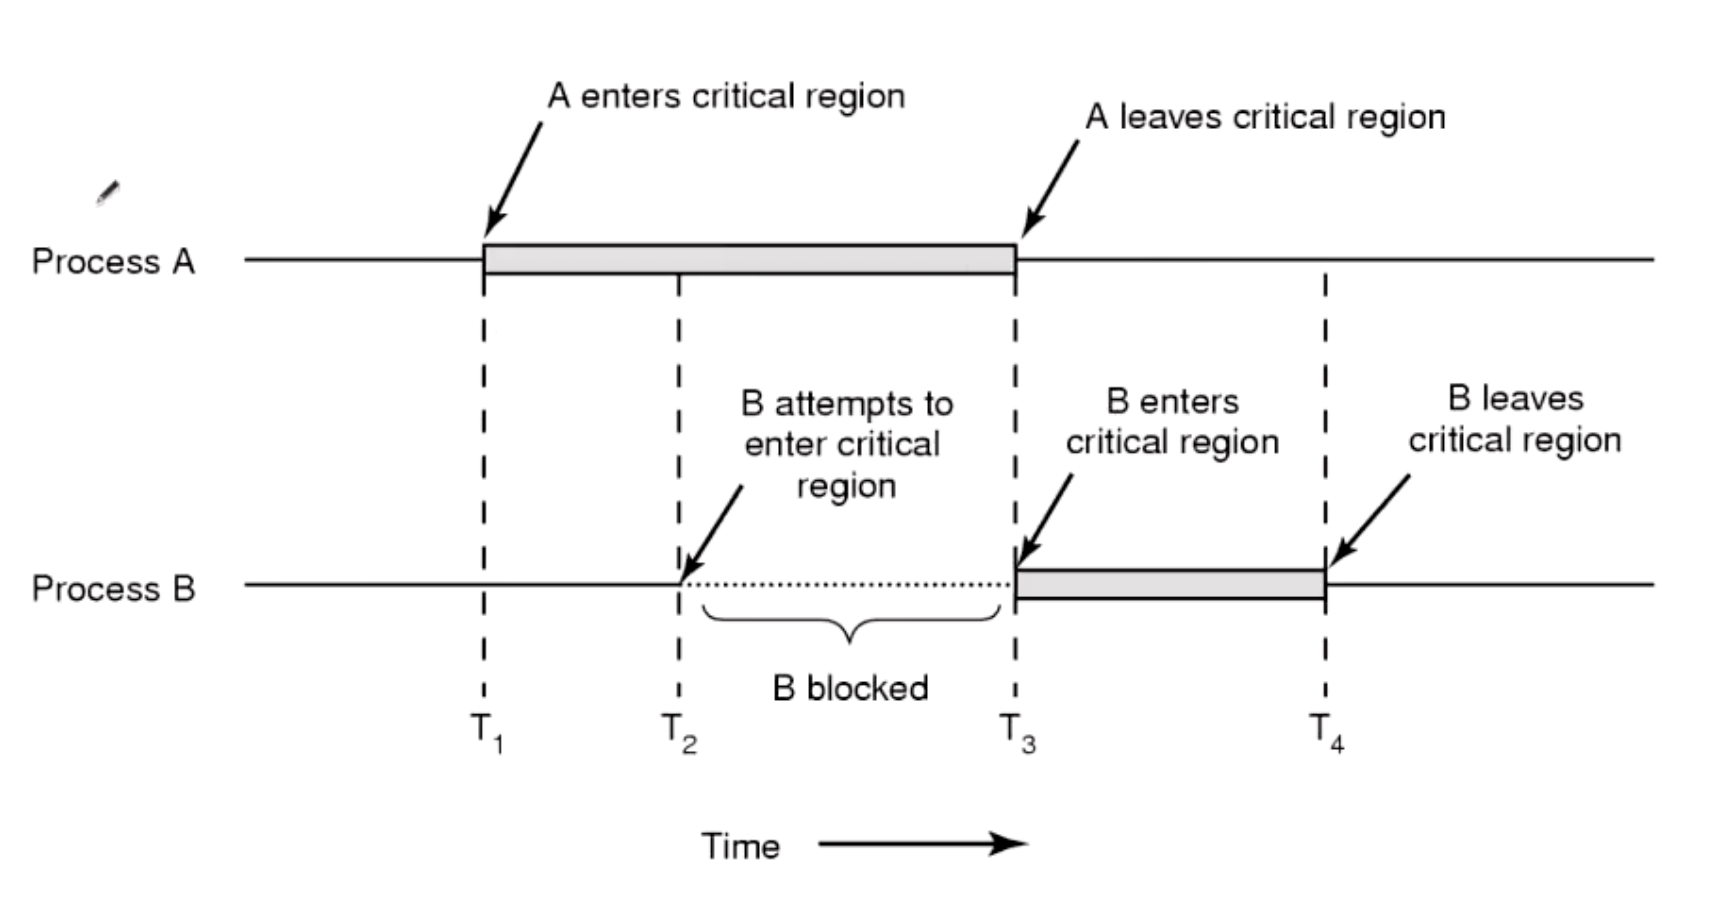 A enters critical region
A leaves critical region
Process A
B attempts to
enter critical
region
B enters
critical region
B leaves
critical region
Process B
B blocked
T1
T2
T3
T4
Time